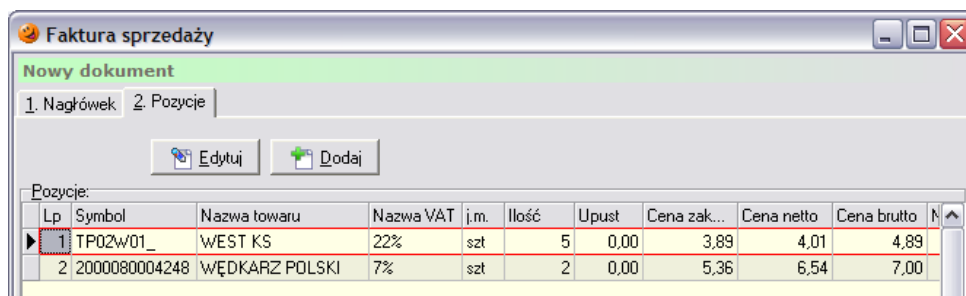 Faktura sprzedaży
Nowy dokument
1. Nagłówek 2. Pozycje
Edytuj Dodaj
Pozycje:
Lp Symbol Nazwa towaru Nazwa VAT j.m. Ilość Upust Cena zak... Cena netto Cena brutto
1 TP02W01_ WEST KS 22% szt 5 0,00 3,89 4,01 4,89
2 2000080004248 WĘDKARZ POLSKI 7% szt 2 0,00 5,36 6,54 7,00